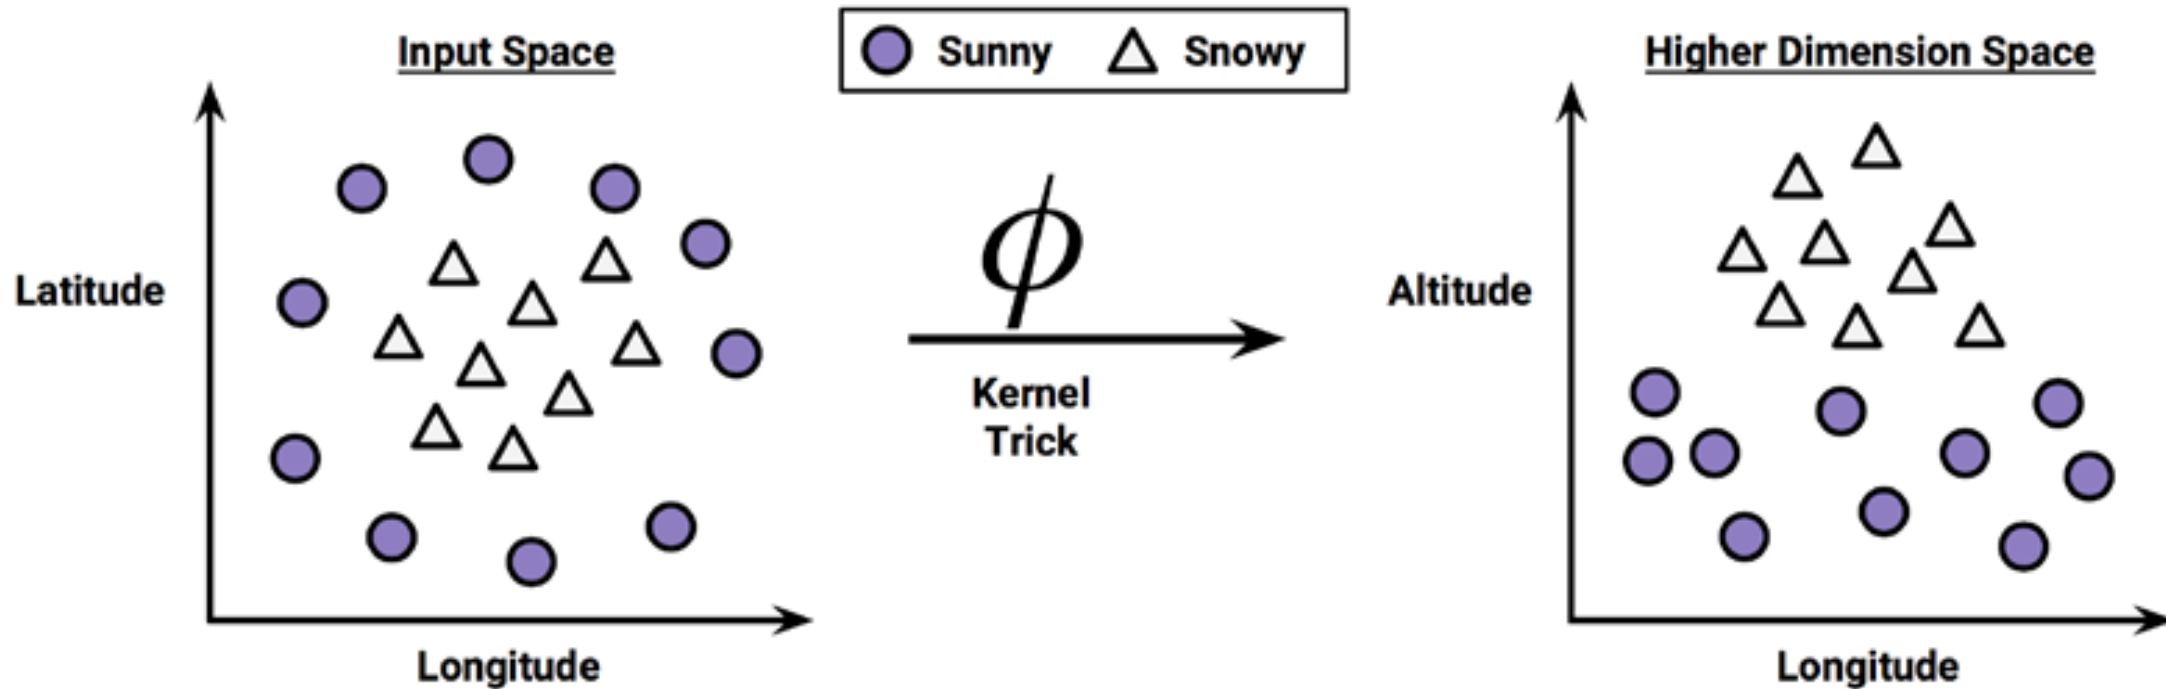 Input Space
Sunny
Snowy
Higher Dimension Space
Latitude
Longitude
ϕ
Kernel
Trick
Altitude
Longitude